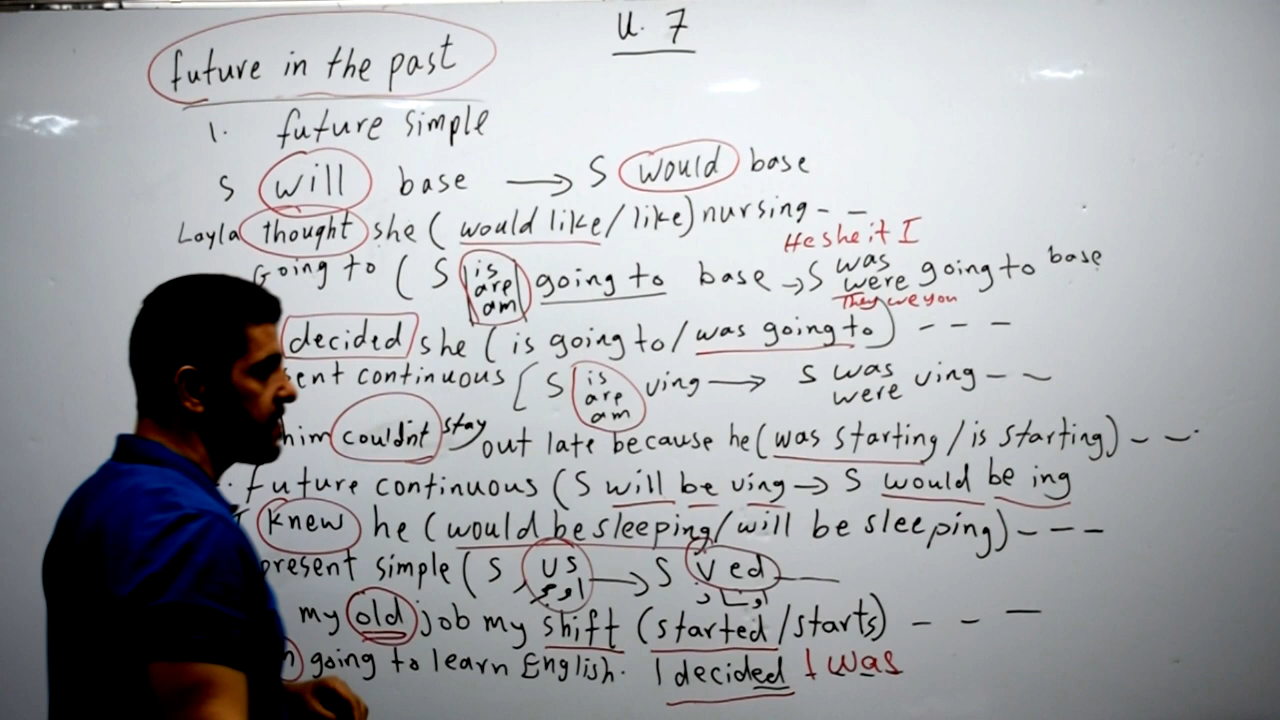 U. 7
future in the past
1. future simple
S will base → S would base
Layla thought she (would like/like) nursing - -
He she it I
Going to ( S is are am going to base → S was were going to base
They we you
decided she ( is going to/was going to) - - -
ent continuous [ S is are am ving → S was were ving - -
him couldnt stay out late because he (was starting/is starting) - -
future continuous (S will be ving → S would be ing
knew he (would be sleeping/will be sleeping) - - -
present simple ( S, vs → S ved
my old job my shift (started/starts) - - -
going to learn English. I decided I was